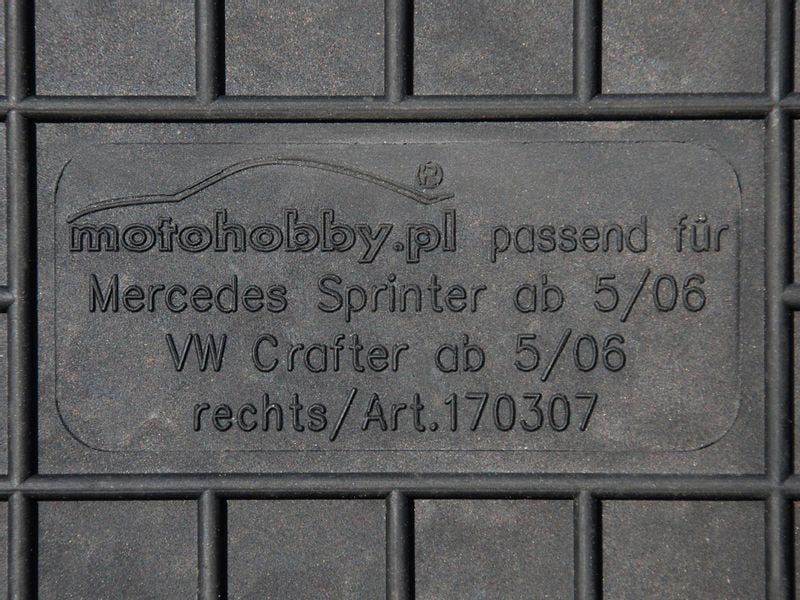 ®
motohobby.pl passend für
Mercedes Sprinter ab 5/06
VW Crafter ab 5/06
rechts/Art.170307